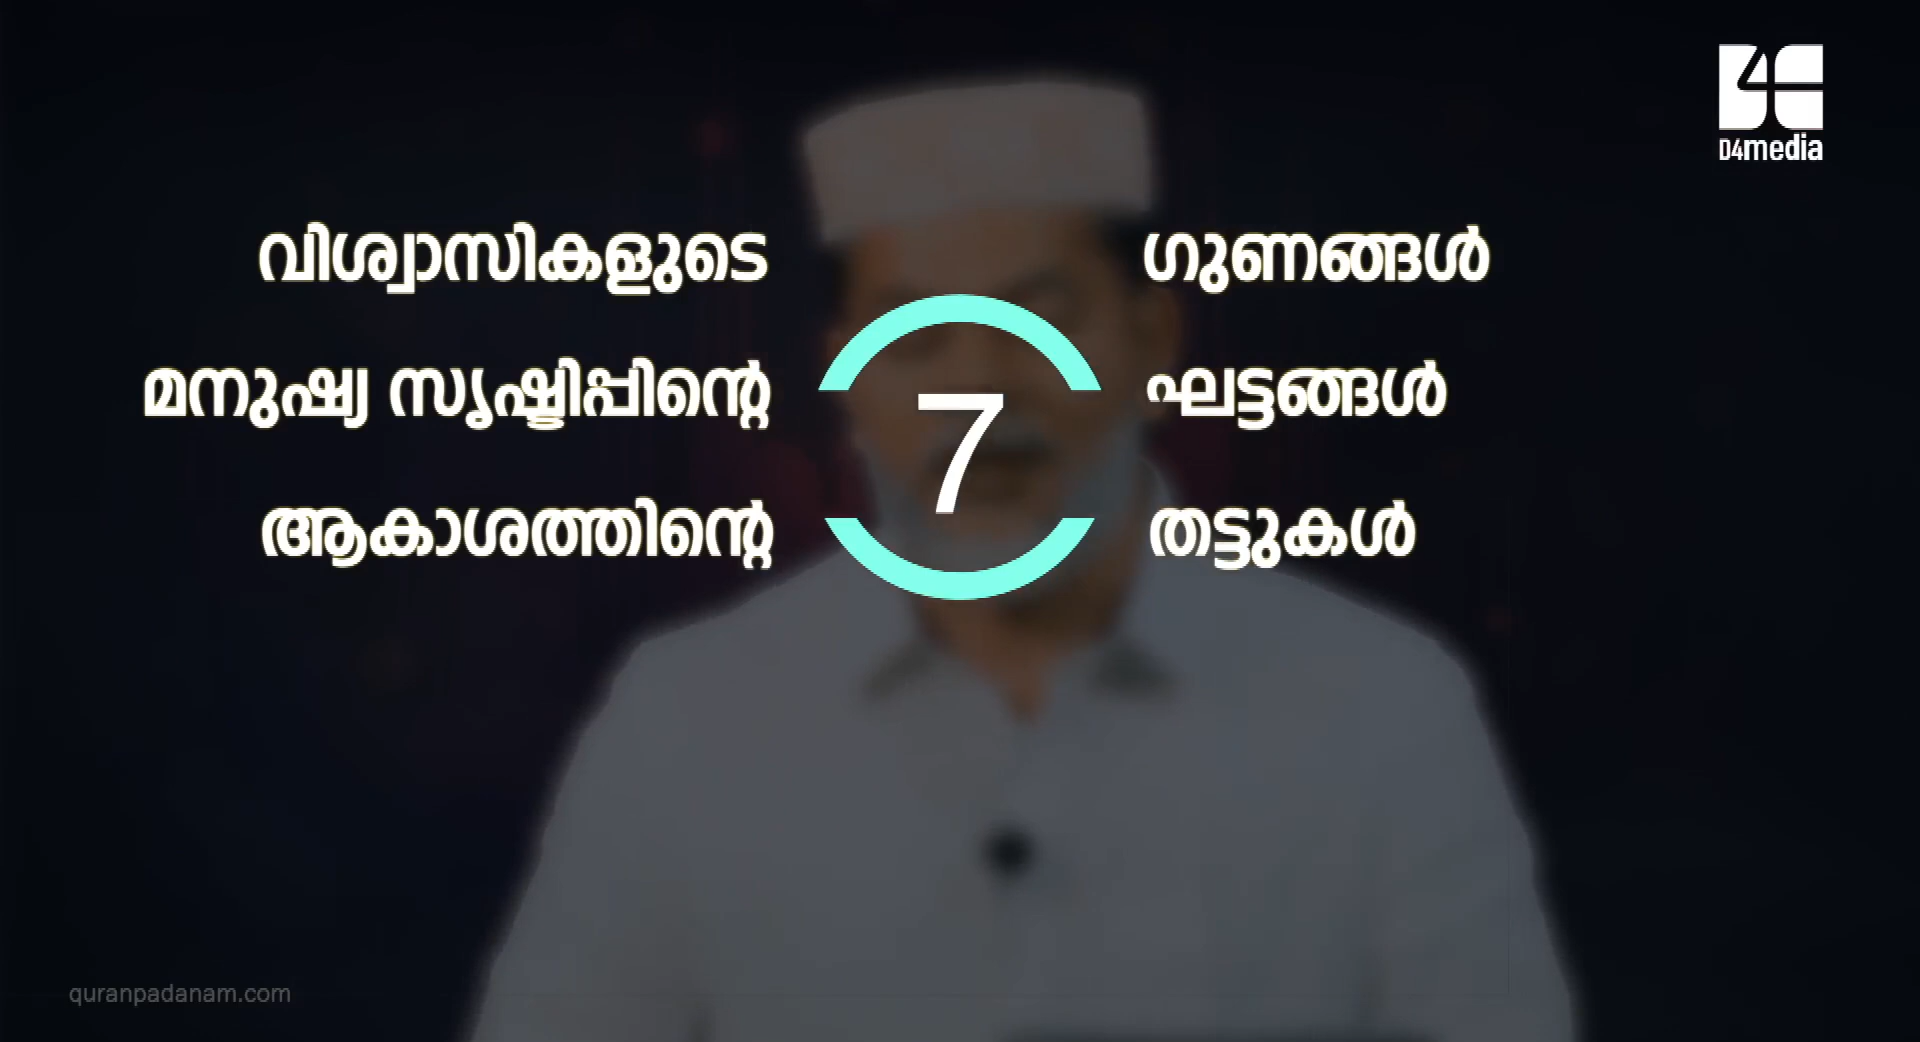 D4media
വിശ്വാസികളുടെ ഗുണങ്ങൾ
മനുഷ്യ സൃഷ്ടിപ്പിന്റെ 7 ഘട്ടങ്ങൾ
ആകാശത്തിന്റെ തട്ടുകൾ
quranpadanam.com